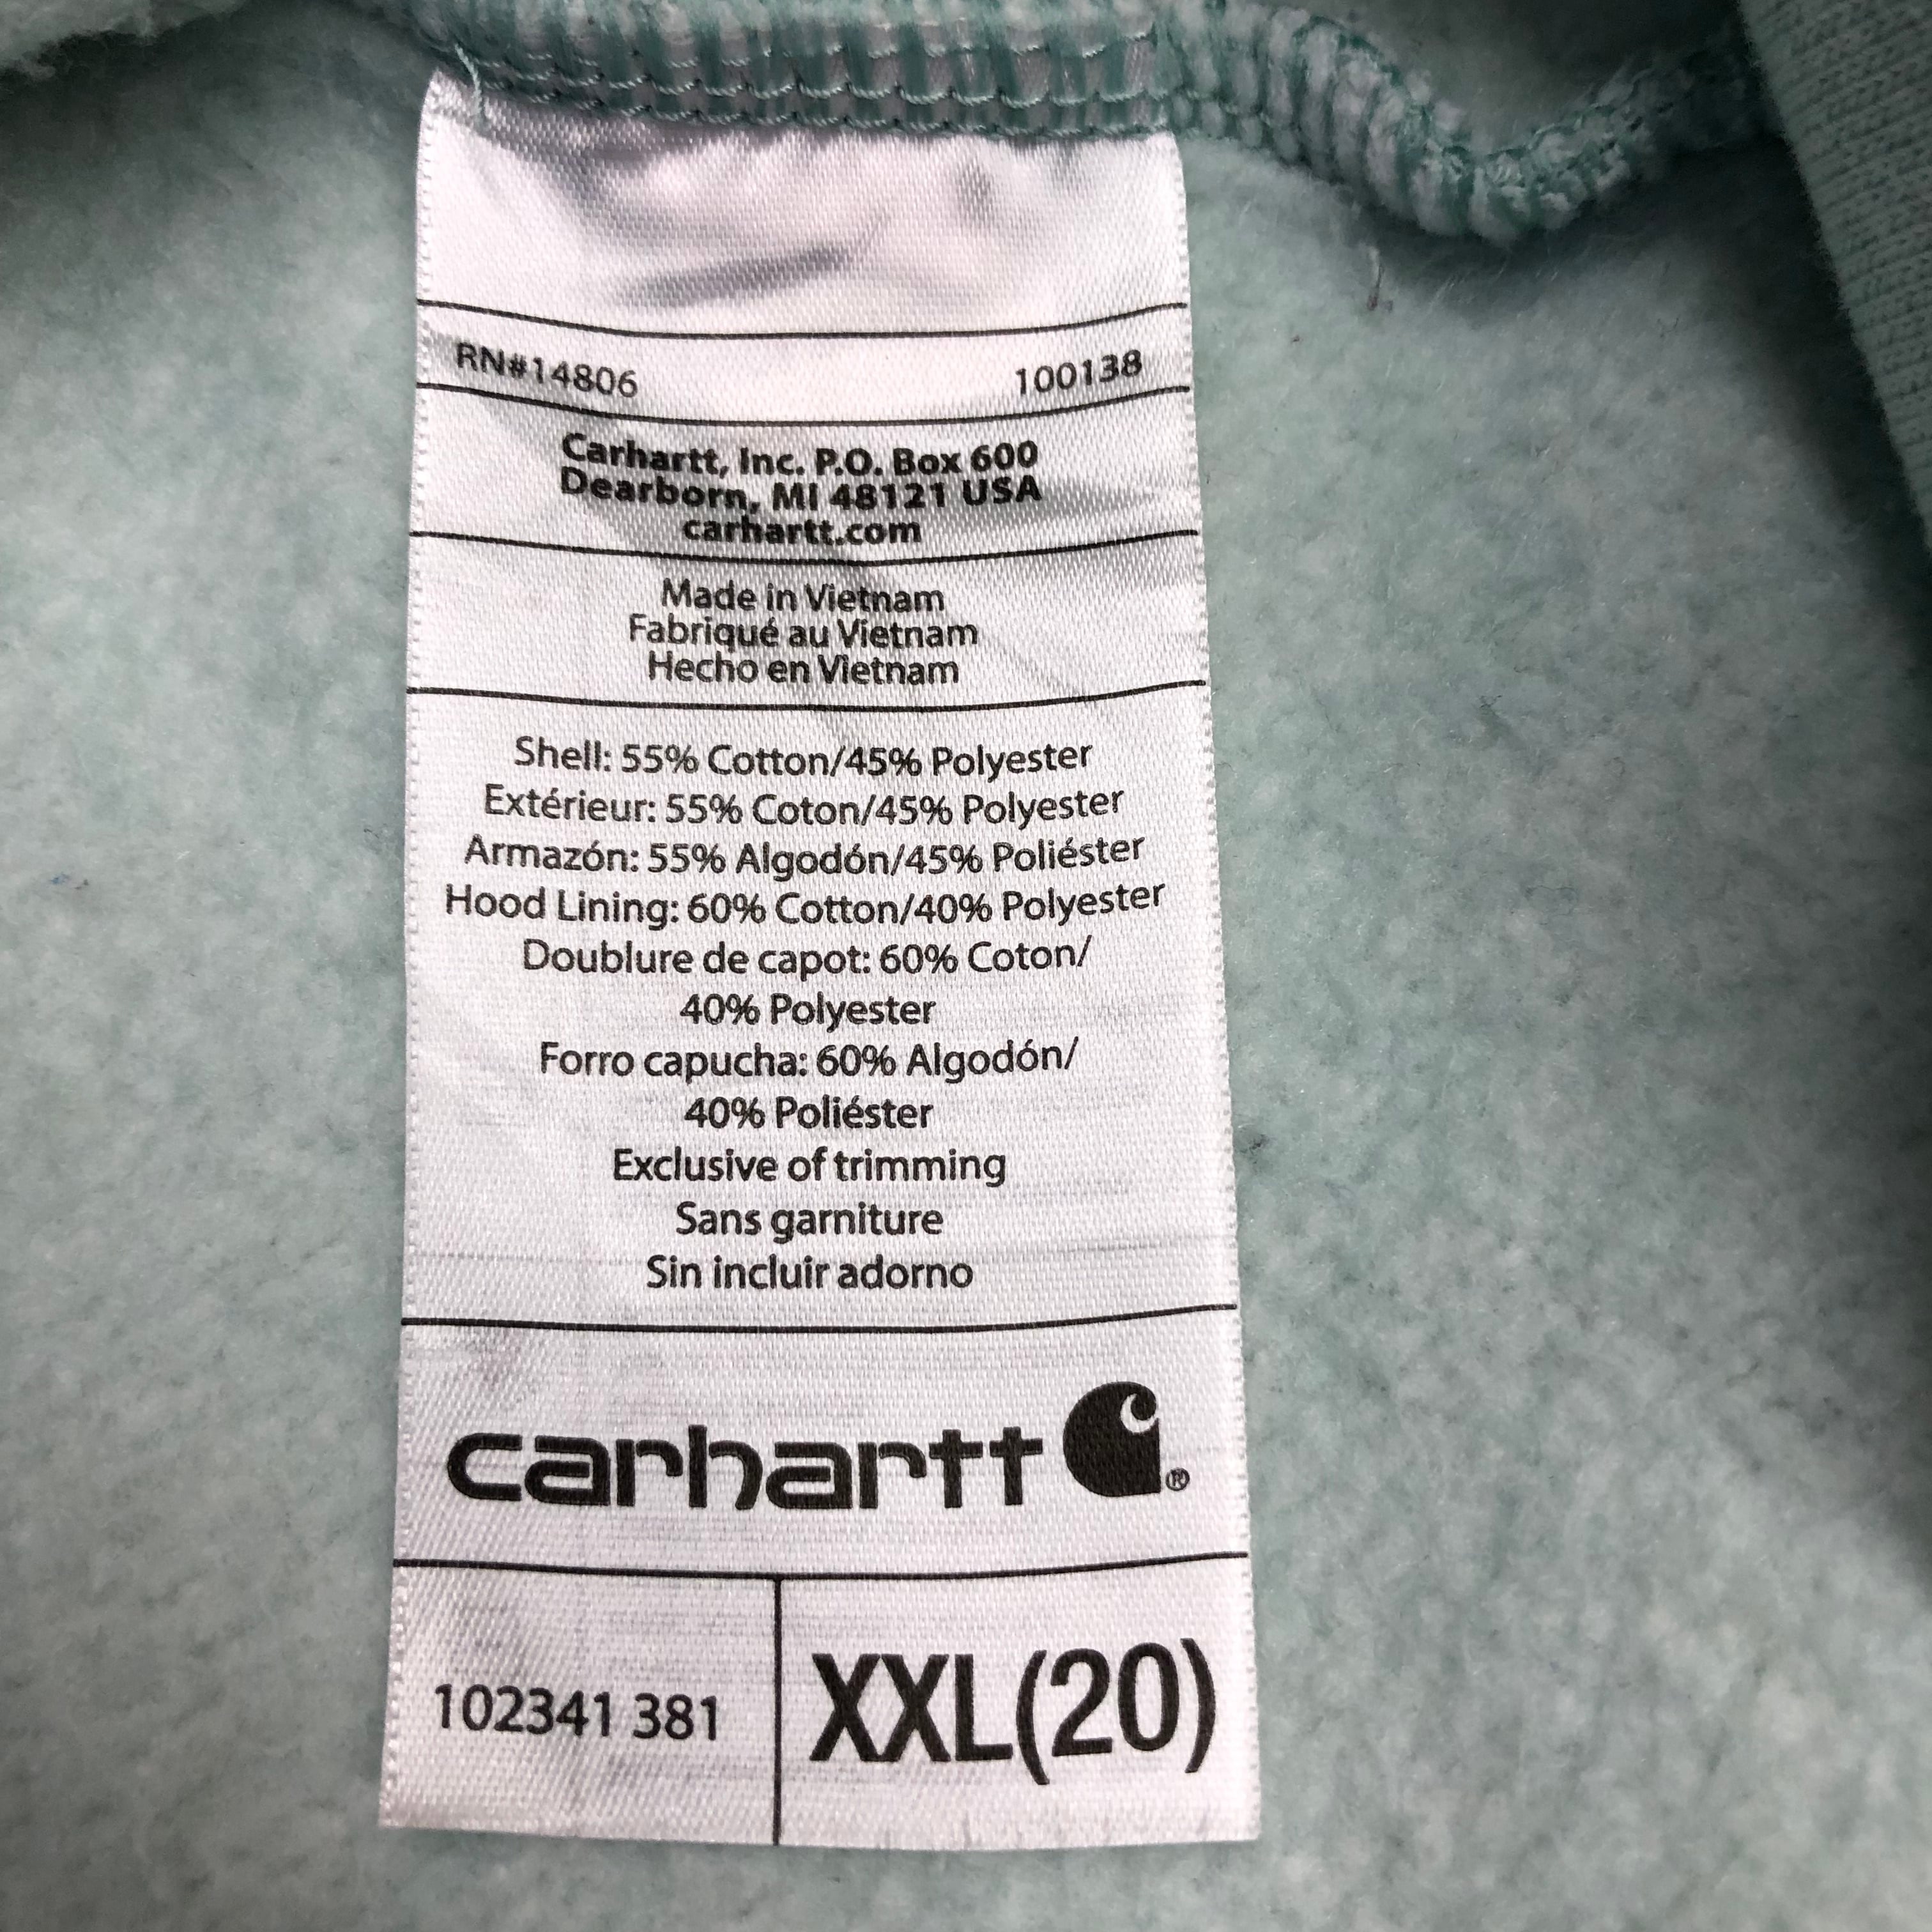 RN#14806 100138
Carhartt, Inc. P.O. Box 600
Dearborn, MI 48121 USA
carhartt.com
Made in Vietnam
Fabriqué au Vietnam
Hecho en Vietnam
Shell: 55% Cotton/45% Polyester
Extérieur: 55% Coton/45% Polyester
Armazón: 55% Algodón/45% Poliéster
Hood Lining: 60% Cotton/40% Polyester
Doublure de capot: 60% Coton/
40% Polyester
Forro capucha: 60% Algodón/
40% Poliéster
Exclusive of trimming
Sans garniture
Sin incluir adorno
carhartt ®
102341 381 XXL(20)